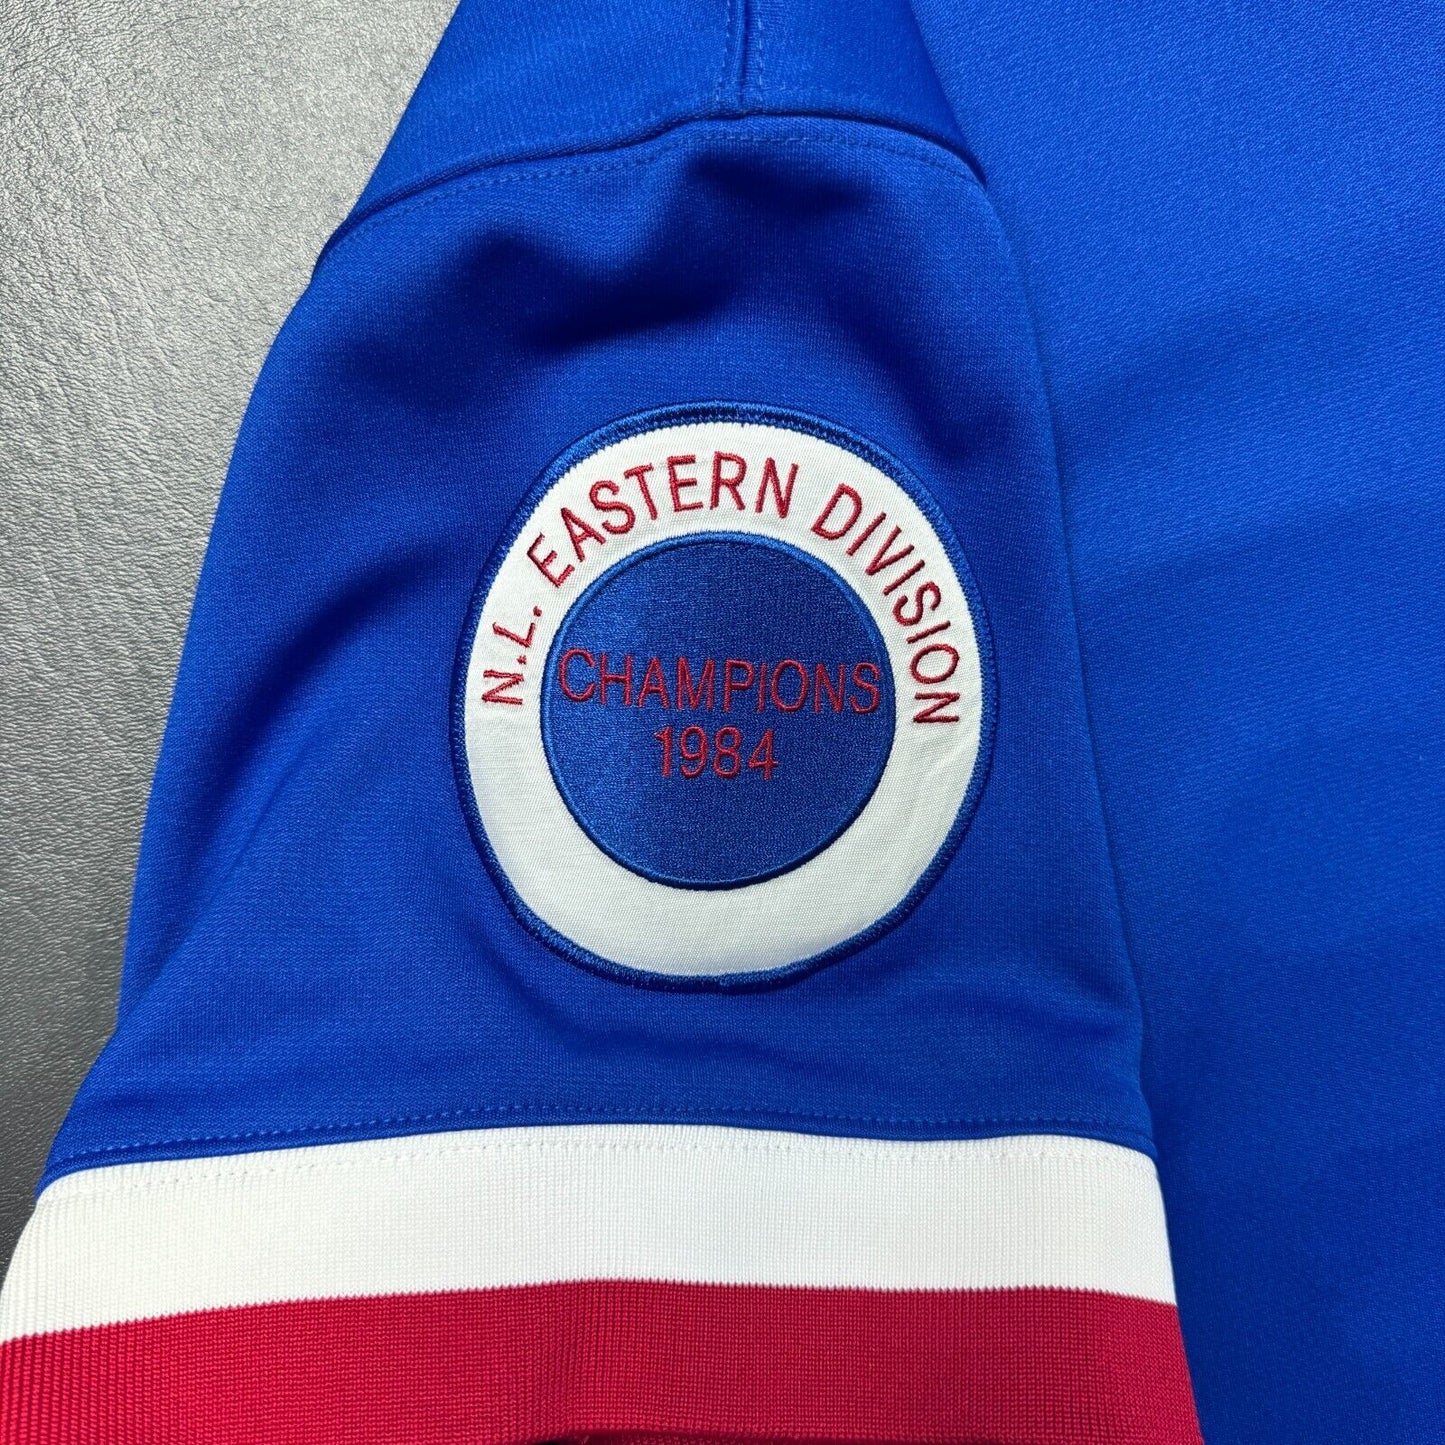 N.L. EASTERN DIVISION
CHAMPIONS
1984